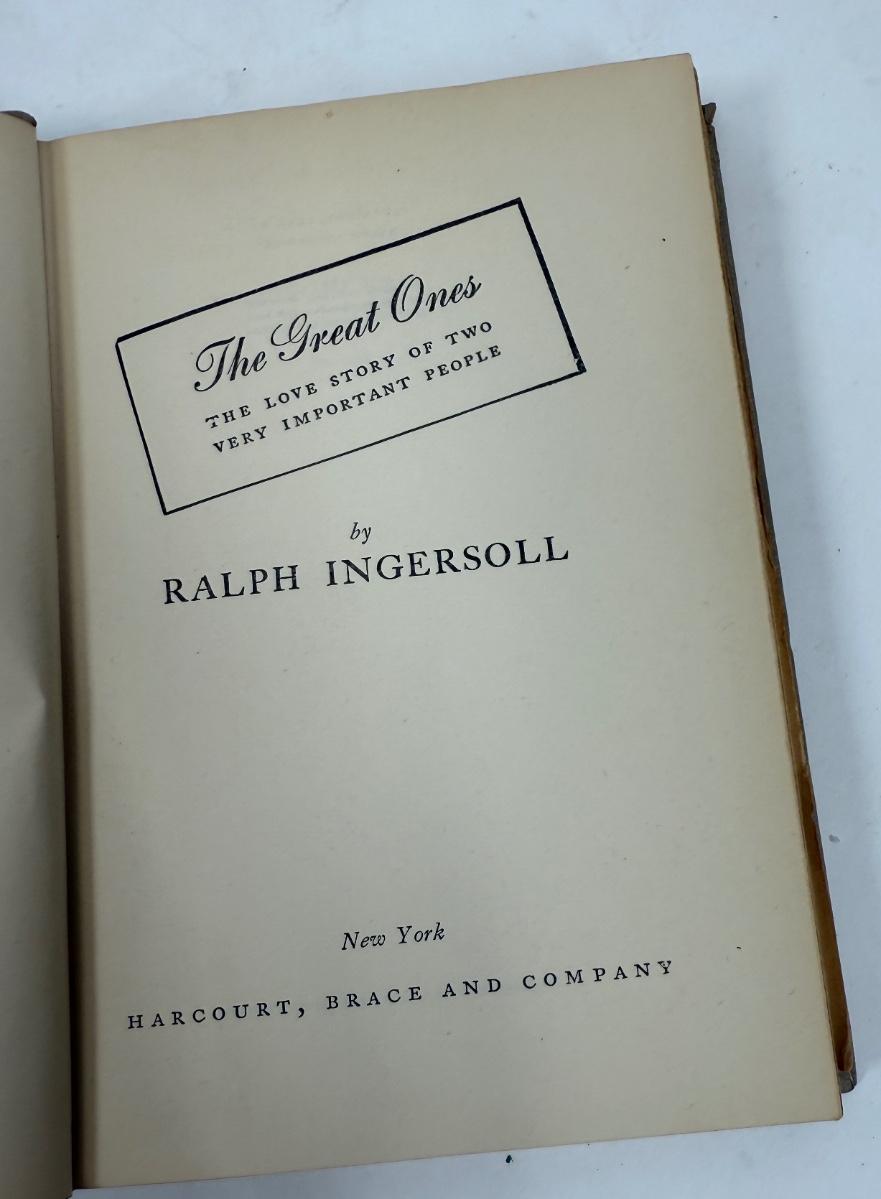 The Great Ones
THE LOVE STORY OF TWO
VERY IMPORTANT PEOPLE
by
RALPH INGERSOLL
New York
HARCOURT, BRACE AND COMPANY